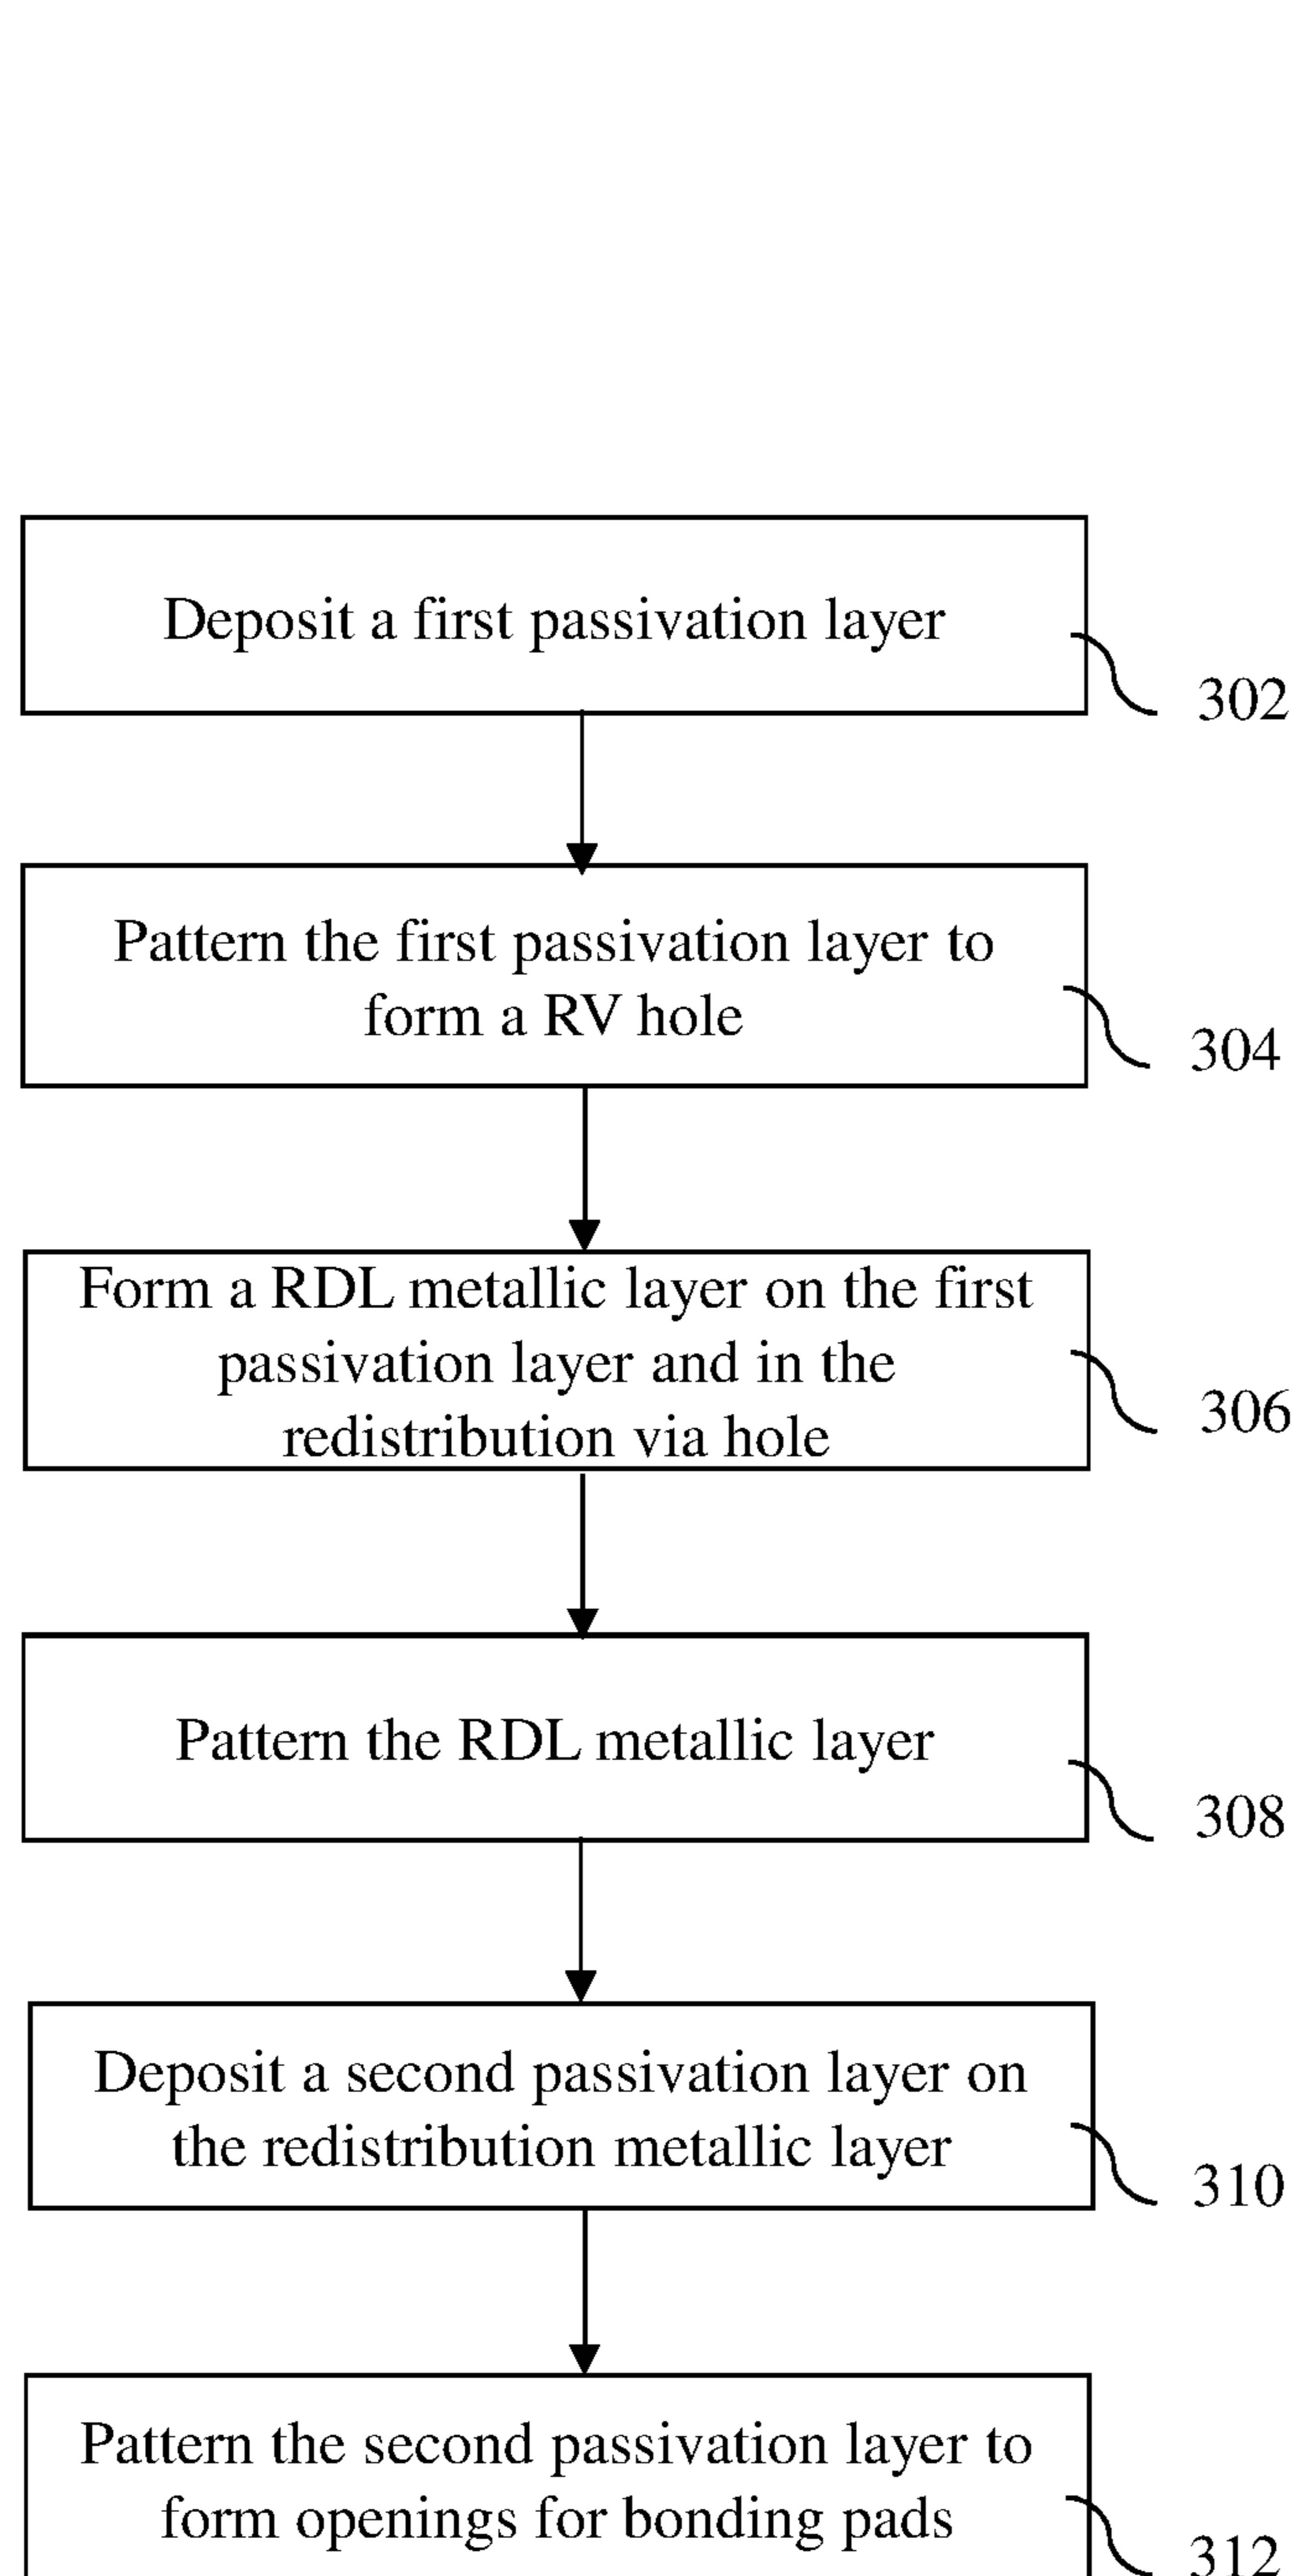 Deposit a first passivation layer
302
Pattern the first passivation layer to
form a RV hole
304
Form a RDL metallic layer on the first
passivation layer and in the
redistribution via hole
306
Pattern the RDL metallic layer
308
Deposit a second passivation layer on
the redistribution metallic layer
310
Pattern the second passivation layer to
form openings for bonding pads
312